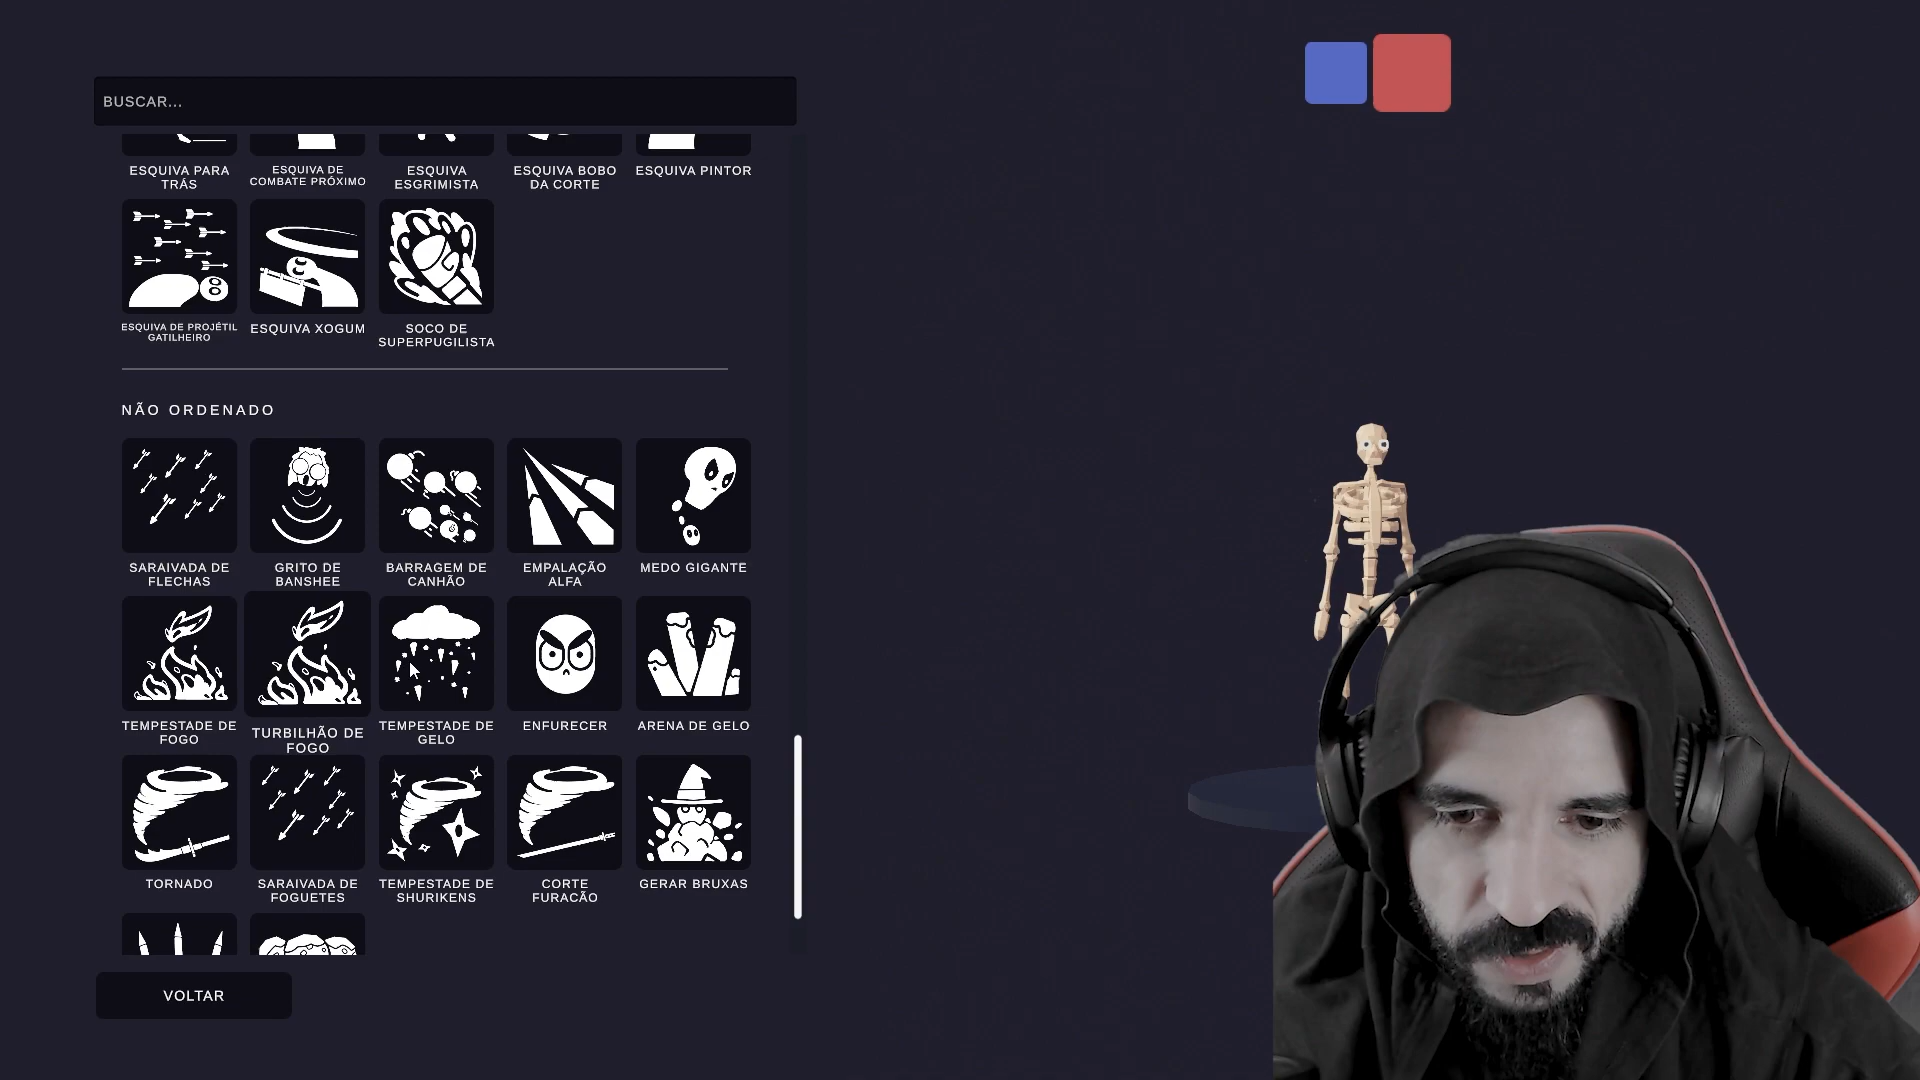 BUSCAR...
ESQUIVA PARA
TRÁS
ESQUIVA DE
COMBATE PRÓXIMO
ESQUIVA
ESGRIMISTA
ESQUIVA BOBO
DA CORTE
ESQUIVA PINTOR
ESQUIVA DE PROJÉTIL
GATILHEIRO
ESQUIVA XOGUM
SOCO DE
SUPERPUGILISTA
NÃO ORDENADO
SARAIVADA DE
FLECHAS
GRITO DE
BANSHEE
BARRAGEM DE
CANHÃO
EMPALAÇÃO
ALFA
MEDO GIGANTE
TEMPESTADE DE
FOGO
TURBILHÃO DE
FOGO
TEMPESTADE DE
GELO
ENFURECER
ARENA DE GELO
TORNADO
SARAIVADA DE
FOGUETES
TEMPESTADE DE
SHURIKENS
CORTE
FURACÃO
GERAR BRUXAS
VOLTAR